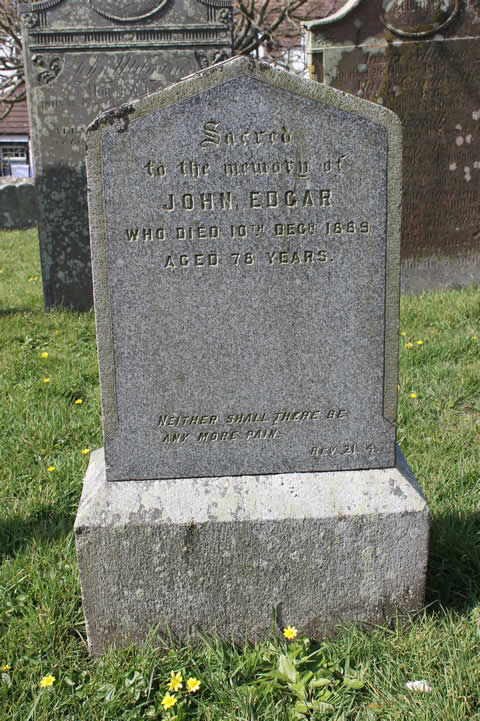 Sacred
to the memory of
JOHN EDGAR
WHO DIED 10TH DECR 1889
AGED 78 YEARS.
NEITHER SHALL THERE BE
ANY MORE PAIN.
REV. 21. 4.